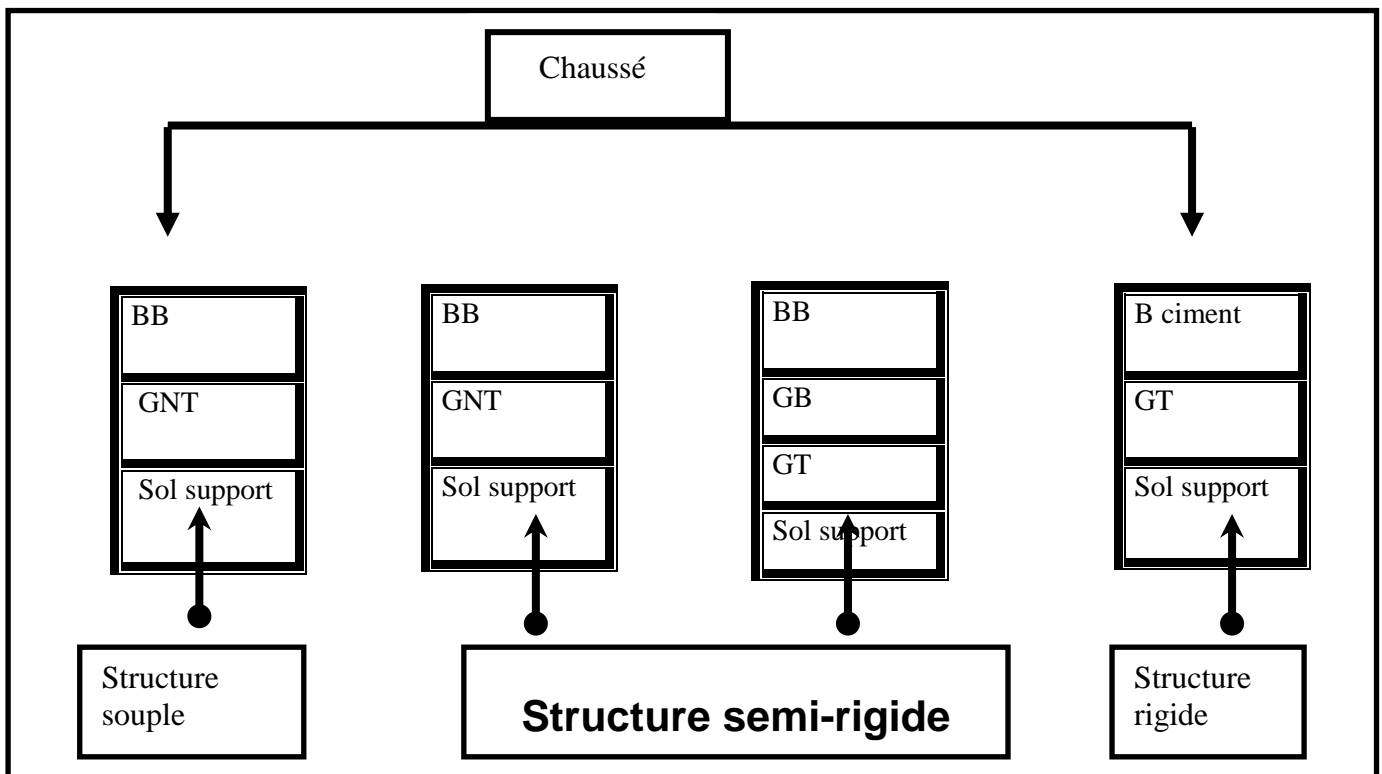 Chaussé
BB
GNT
Sol support
BB
GNT
Sol support
BB
GB
GT
Sol support
B ciment
GT
Sol support
Structure
souple
Structure semi-rigide
Structure
rigide